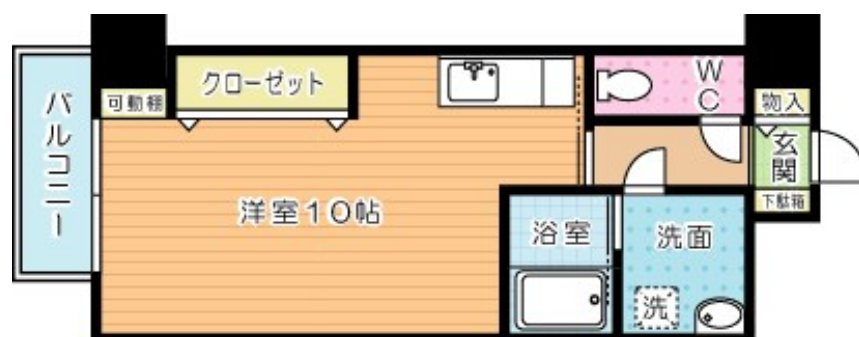 バルコニー
可動棚
クローゼット
洋室10帖
WC
物入
玄関
下駄箱
浴室
洗面
洗